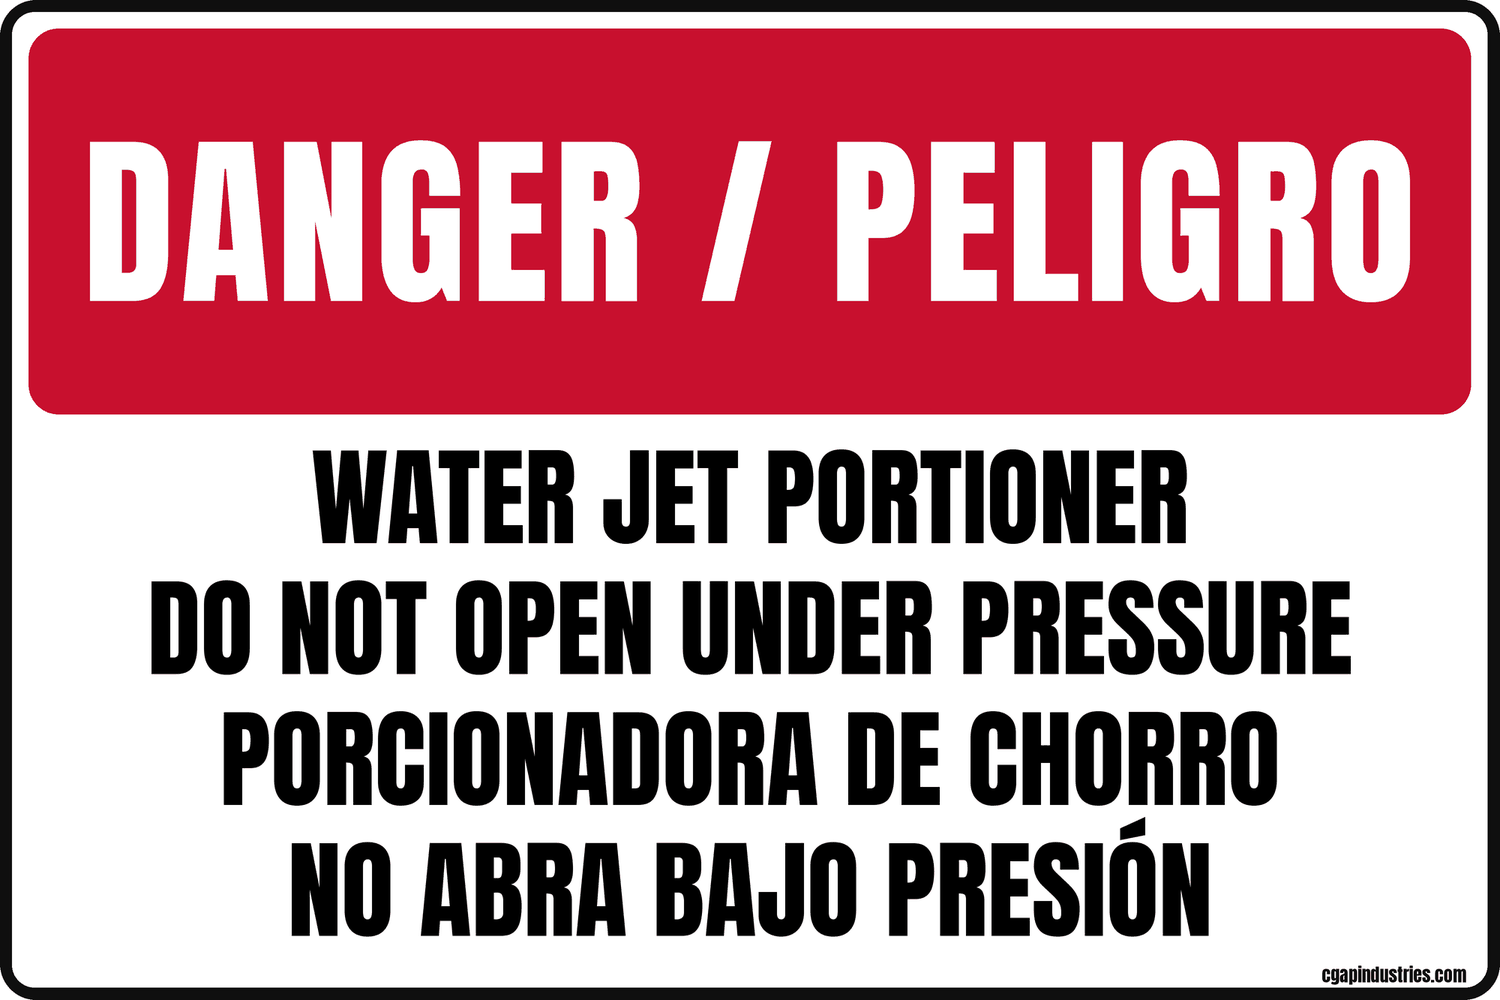 DANGER / PELIGRO
WATER JET PORTIONER
DO NOT OPEN UNDER PRESSURE
PORCIONADORA DE CHORRO
NO ABRA BAJO PRESIÓN
cgapindustries.com